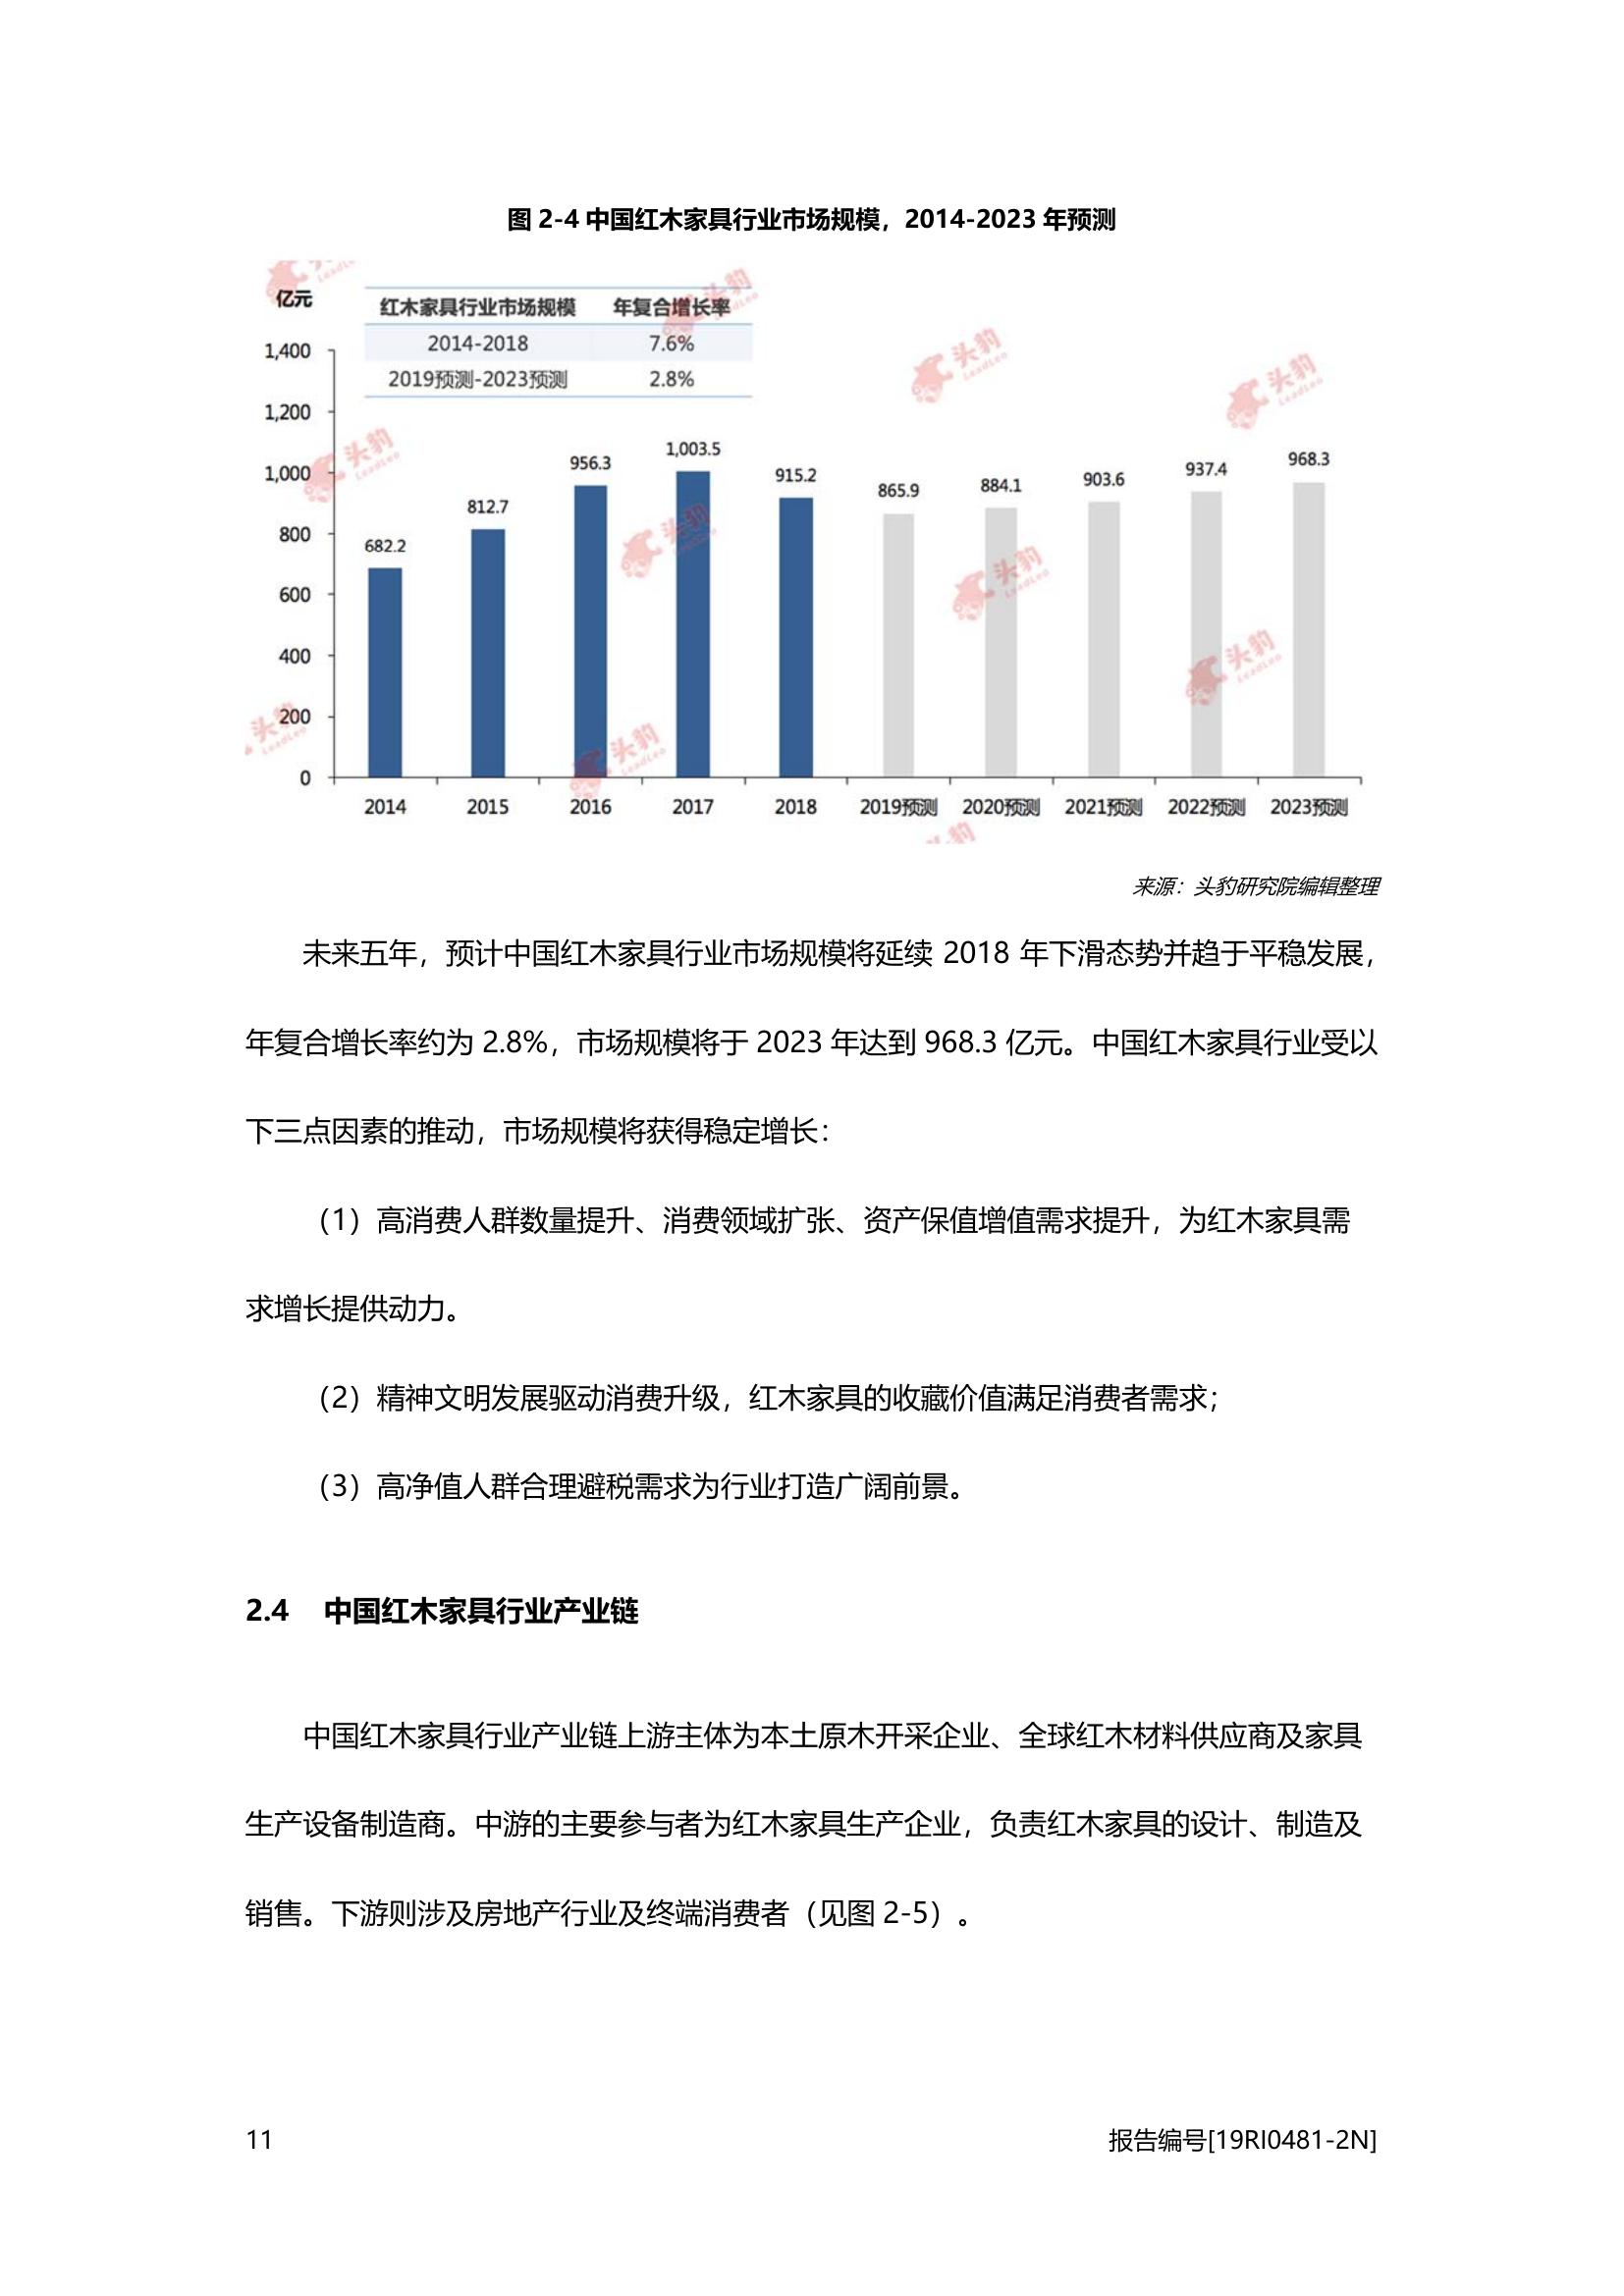 图 2-4 中国红木家具行业市场规模，2014-2023 年预测
亿元
红木家具行业市场规模 年复合增长率
2014-2018 7.6%
2019预测-2023预测 2.8%
1,400
1,200
1,000
800
600
400
200
0
682.2
812.7
956.3
1,003.5
915.2
865.9
884.1
903.6
937.4
968.3
2014 2015 2016 2017 2018 2019预测 2020预测 2021预测 2022预测 2023预测
头豹
LeadLeo
来源：头豹研究院编辑整理
未来五年，预计中国红木家具行业市场规模将延续 2018 年下滑态势并趋于平稳发展，
年复合增长率约为 2.8%，市场规模将于 2023 年达到 968.3 亿元。中国红木家具行业受以
下三点因素的推动，市场规模将获得稳定增长：
（1）高消费人群数量提升、消费领域扩张、资产保值增值需求提升，为红木家具需
求增长提供动力。
（2）精神文明发展驱动消费升级，红木家具的收藏价值满足消费者需求；
（3）高净值人群合理避税需求为行业打造广阔前景。
2.4 中国红木家具行业产业链
中国红木家具行业产业链上游主体为本土原木开采企业、全球红木材料供应商及家具
生产设备制造商。中游的主要参与者为红木家具生产企业，负责红木家具的设计、制造及
销售。下游则涉及房地产行业及终端消费者（见图 2-5）。
11 报告编号[19RI0481-2N]